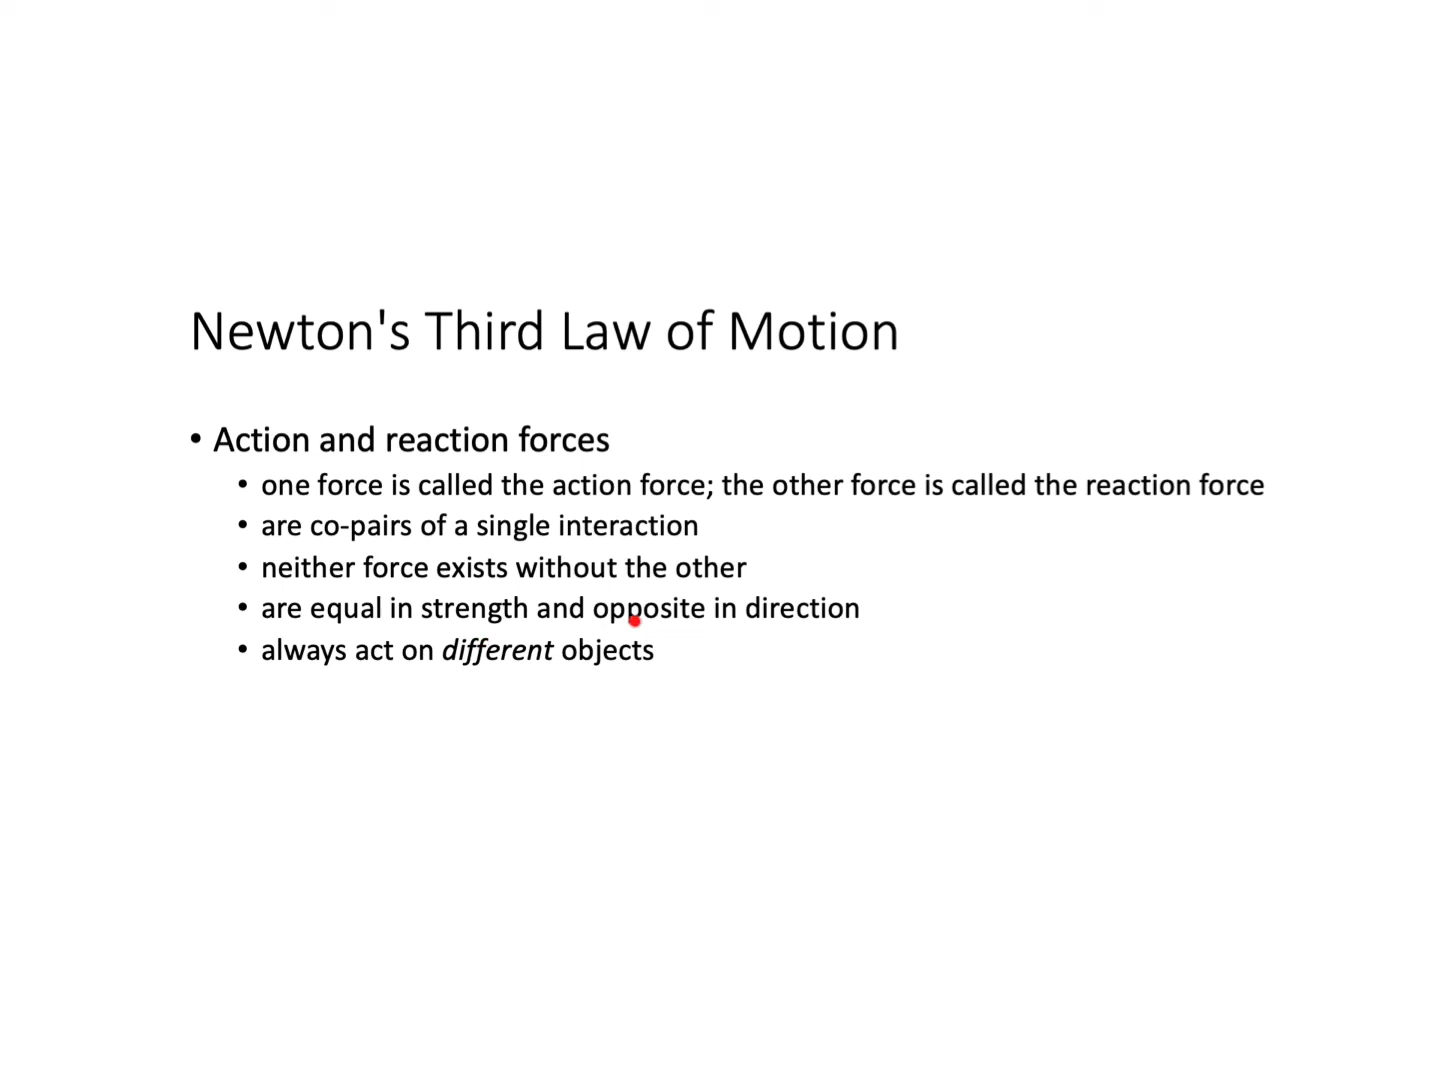 Newton's Third Law of Motion
• Action and reaction forces
• one force is called the action force; the other force is called the reaction force
• are co-pairs of a single interaction
• neither force exists without the other
• are equal in strength and opposite in direction
• always act on different objects